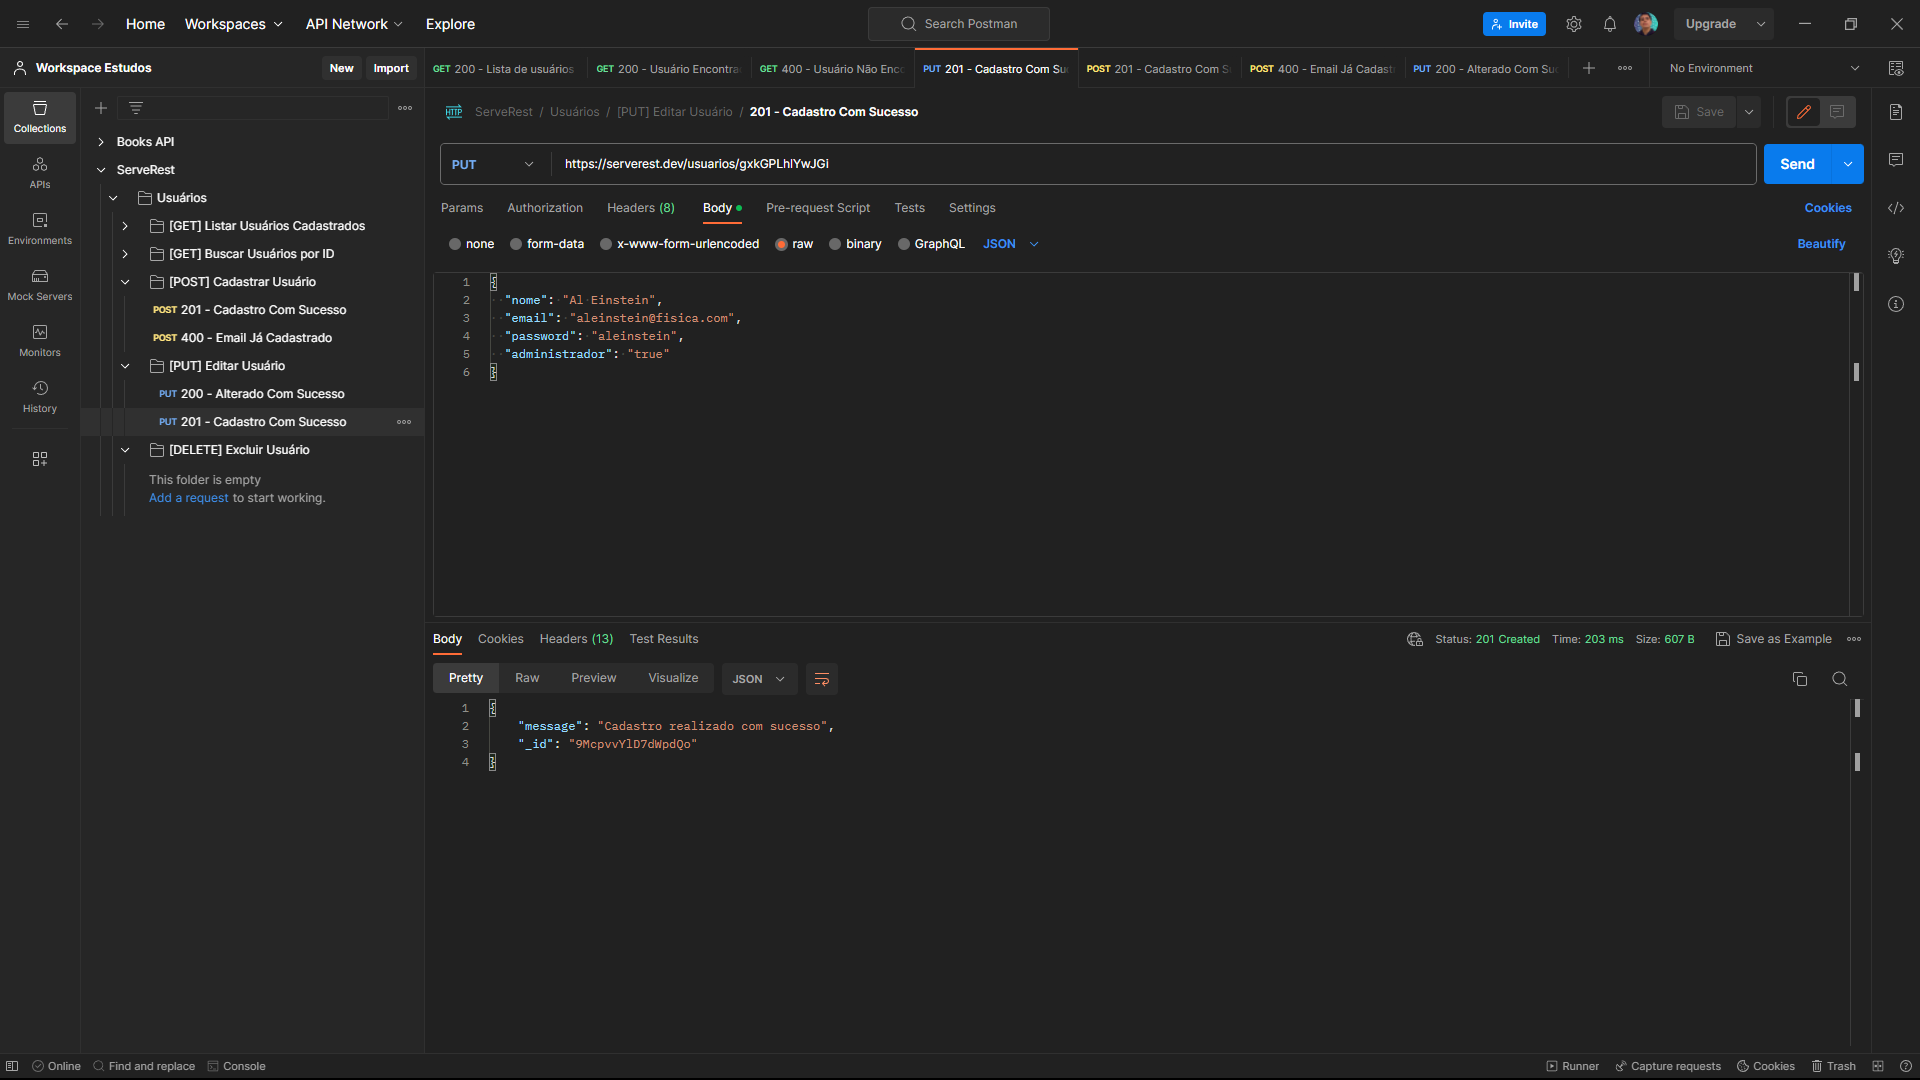 Home Workspaces API Network Explore Search Postman Invite Upgrade
Workspace Estudos New Import
GET 200 - Lista de usuários GET 200 - Usuário Encontra GET 400 - Usuário Não Enco PUT 201 - Cadastro Com Su POST 201 - Cadastro Com S POST 400 - Email Já Cadast PUT 200 - Alterado Com Su No Environment
Collections
APIs
Environments
Mock Servers
Monitors
History
Books API
ServeRest
Usuários
[GET] Listar Usuários Cadastrados
[GET] Buscar Usuários por ID
[POST] Cadastrar Usuário
POST 201 - Cadastro Com Sucesso
POST 400 - Email Já Cadastrado
[PUT] Editar Usuário
PUT 200 - Alterado Com Sucesso
PUT 201 - Cadastro Com Sucesso
[DELETE] Excluir Usuário
This folder is empty
Add a request to start working.
HTTP ServeRest / Usuários / [PUT] Editar Usuário / 201 - Cadastro Com Sucesso Save
PUT https://serverest.dev/usuarios/gxkGPLhIYwJGi Send
Params Authorization Headers (8) Body Pre-request Script Tests Settings Cookies
none form-data x-www-form-urlencoded raw binary GraphQL JSON Beautify
1 {
2 "nome": "Al Einstein",
3 "email": "aleinstein@fisica.com",
4 "password": "aleinstein",
5 "administrador": "true"
6 }
Body Cookies Headers (13) Test Results Status: 201 Created Time: 203 ms Size: 607 B Save as Example
Pretty Raw Preview Visualize JSON
1 {
2 "message": "Cadastro realizado com sucesso",
3 "_id": "9McpvvYlD7dWpdQo"
4 }
Online Find and replace Console Runner Capture requests Cookies Trash